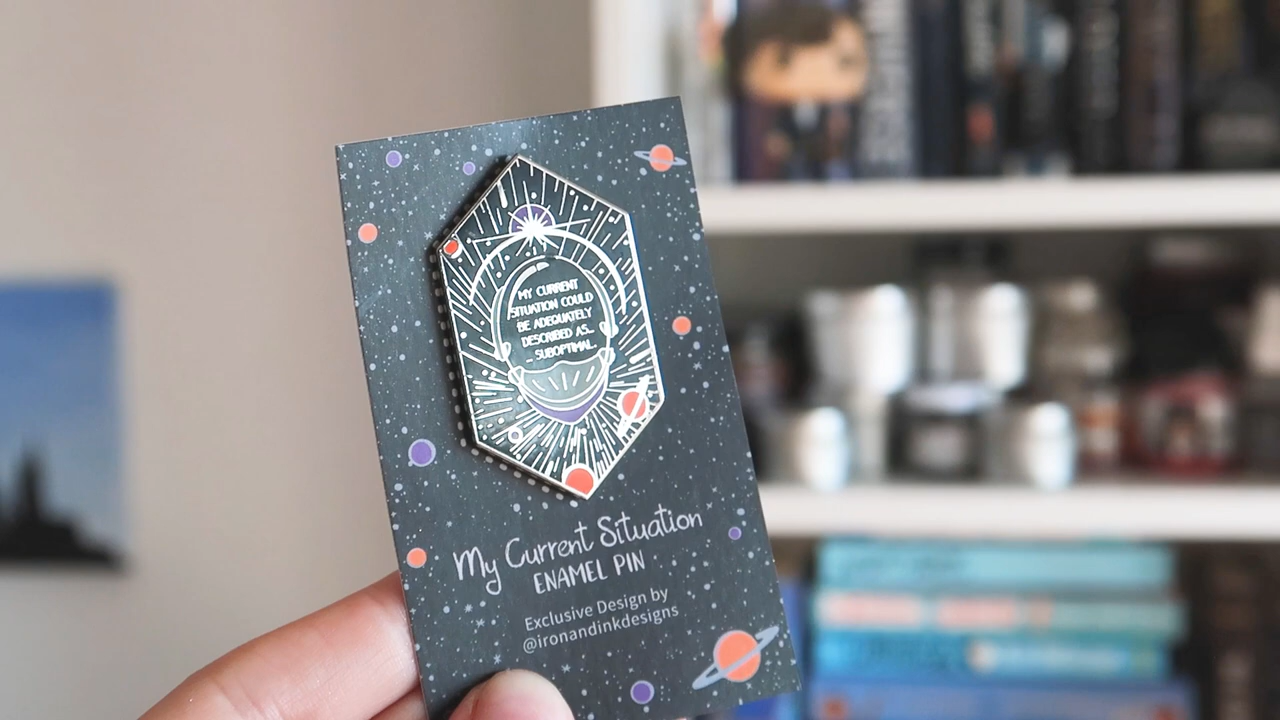 MY CURRENT
SITUATION COULD
BE ADEQUATELY
DESCRIBED AS...
SUBOPTIMAL.
My Current Situation
ENAMEL PIN
Exclusive Design by
@ironandinkdesigns